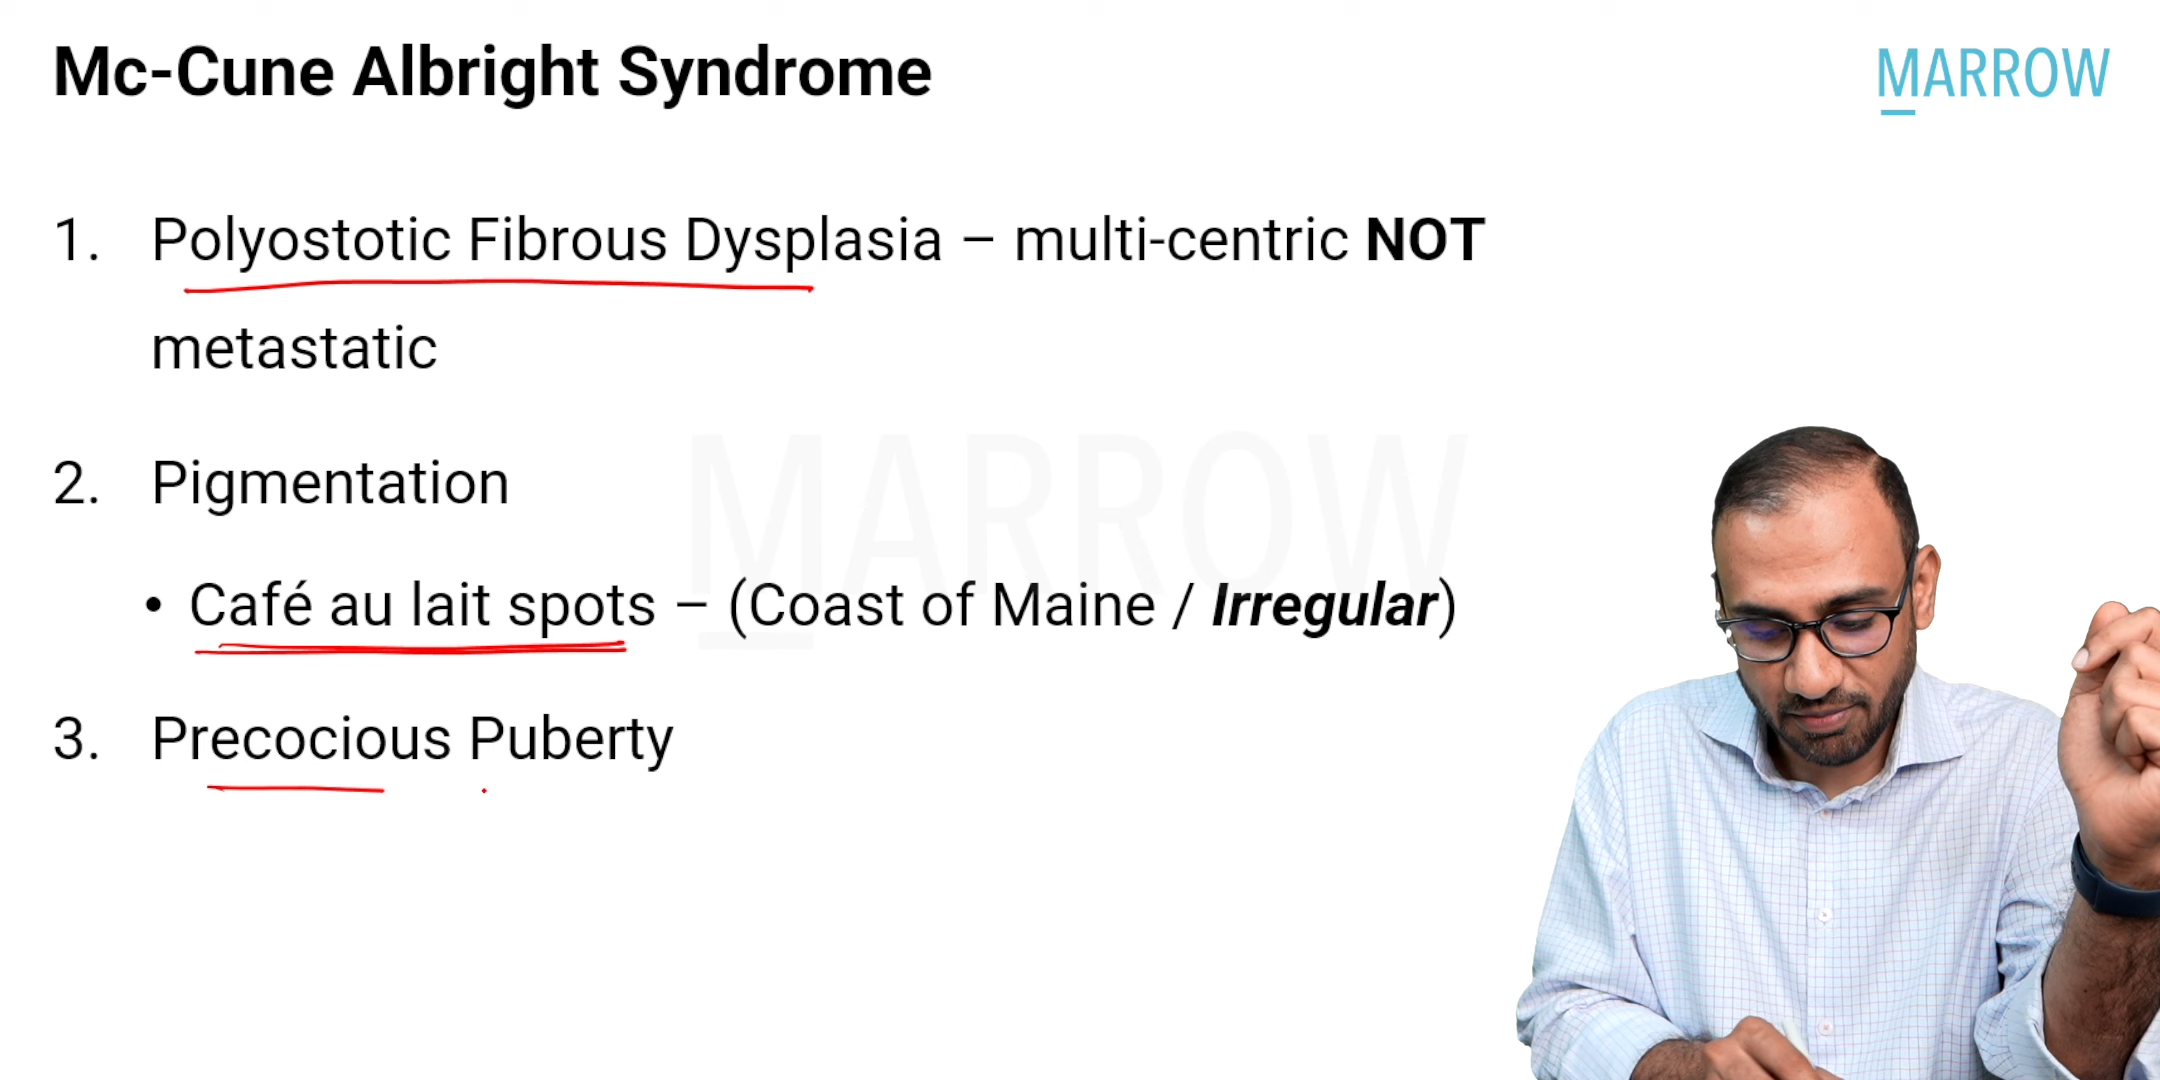 Mc-Cune Albright Syndrome
MARROW
1. Polyostotic Fibrous Dysplasia – multi-centric NOT
metastatic
2. Pigmentation
• Café au lait spots – (Coast of Maine / Irregular)
3. Precocious Puberty
MARROW